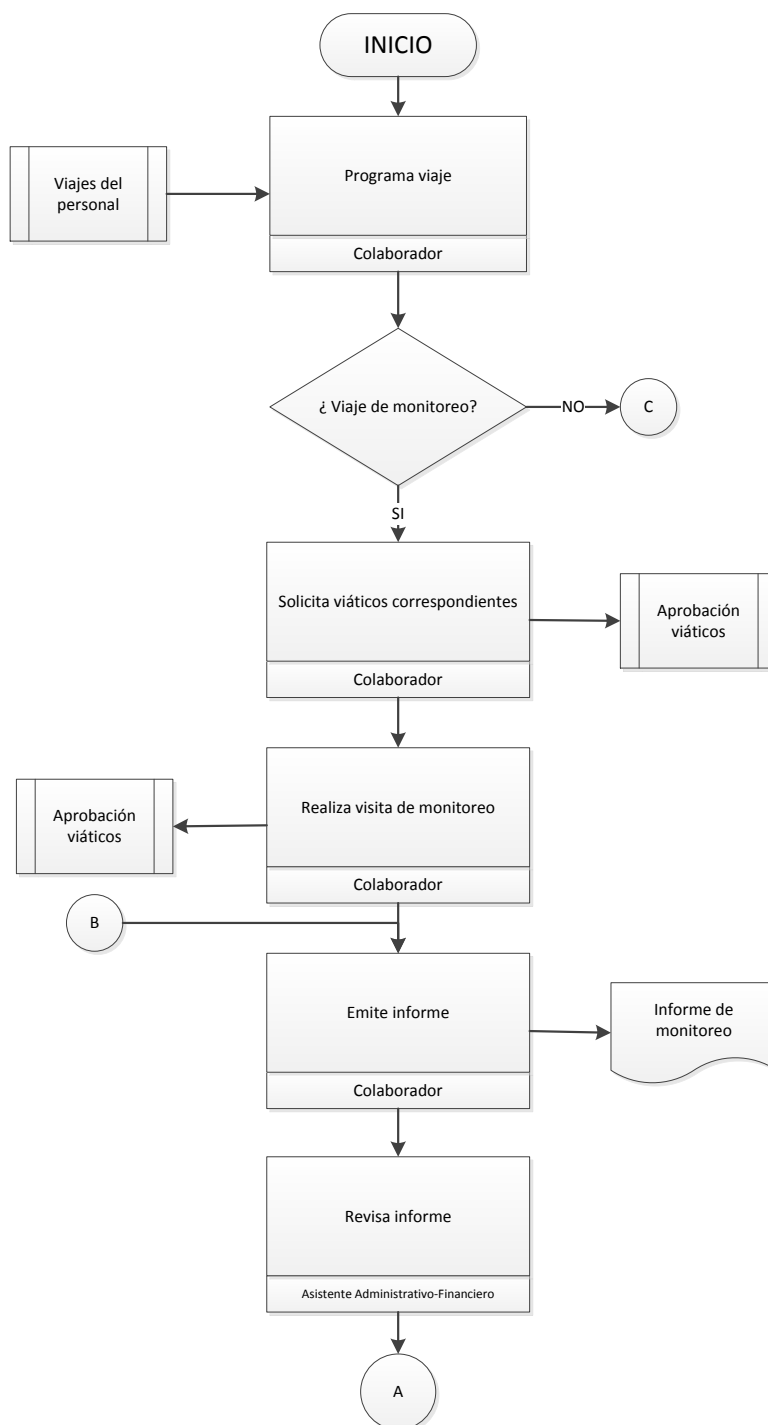 INICIO
Viajes del
personal
Programa viaje
Colaborador
¿ Viaje de monitoreo?
NO
C
SI
Solicita viáticos correspondientes
Aprobación
viáticos
Colaborador
Realiza visita de monitoreo
Aprobación
viáticos
Colaborador
B
Emite informe
Informe de
monitoreo
Colaborador
Revisa informe
Asistente Administrativo-Financiero
A